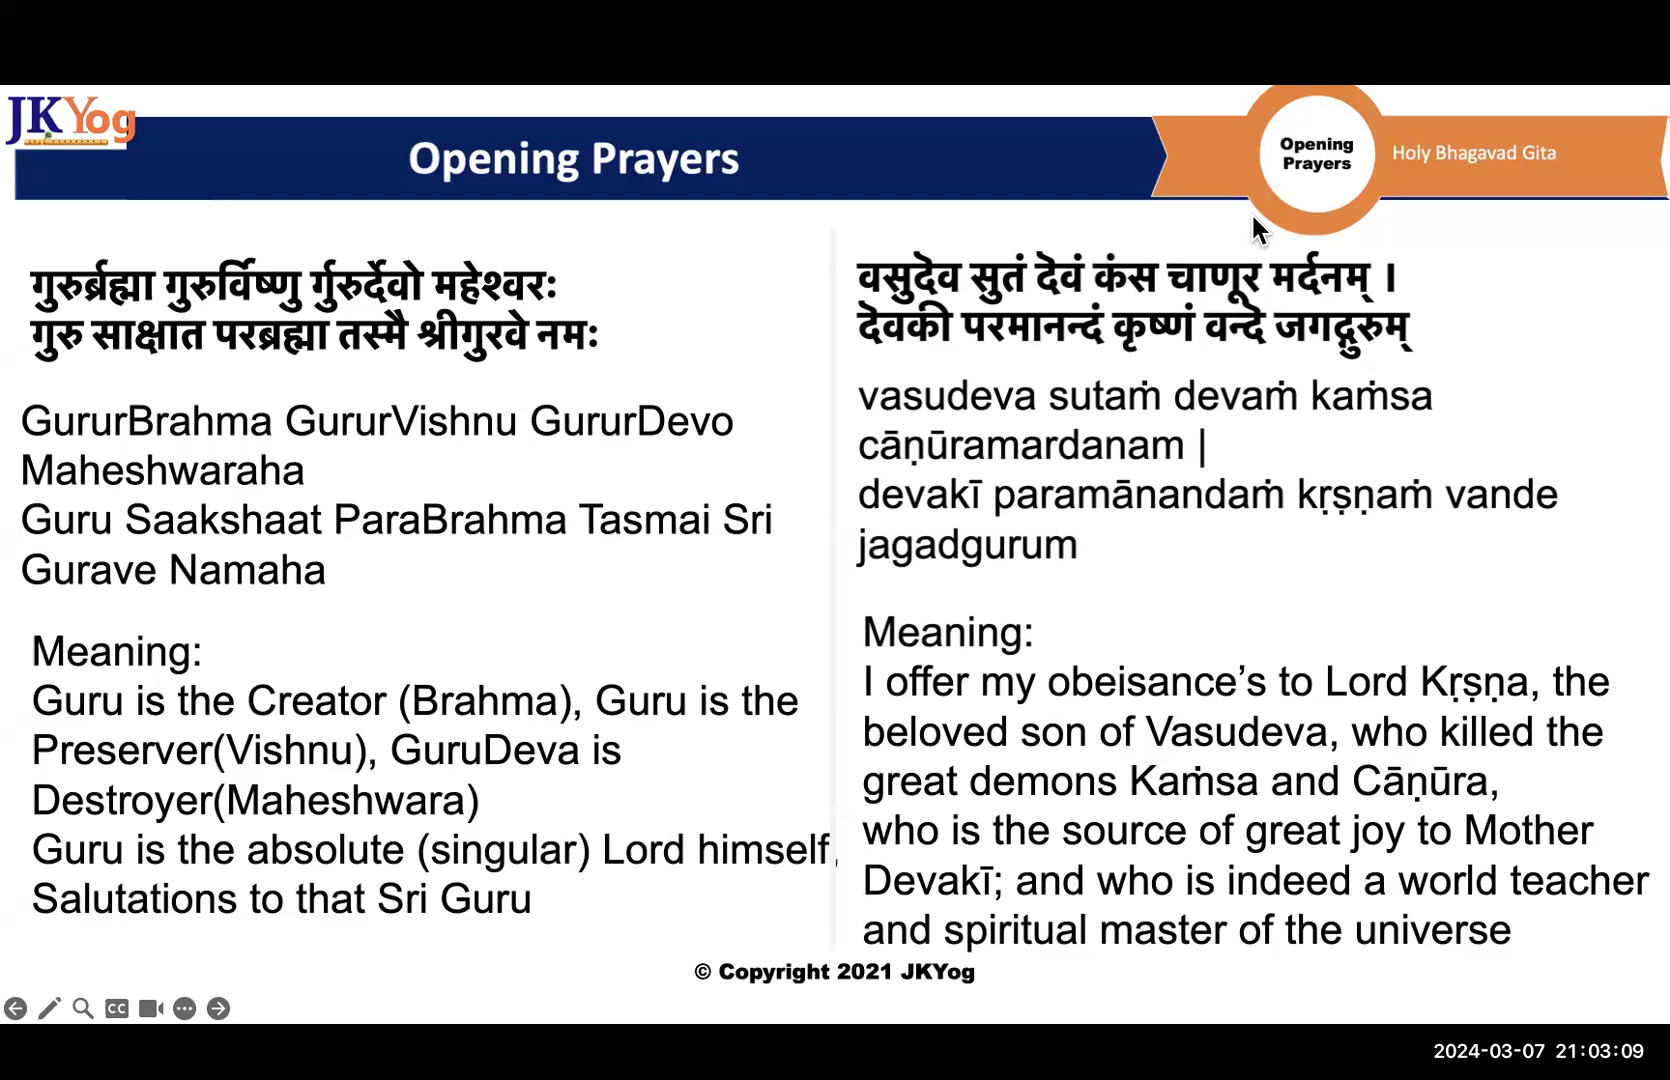 JKYog
Opening Prayers
Opening
Prayers
Holy Bhagavad Gita
गुरुर्ब्रह्मा गुरुर्विष्णु र्गुरुर्देवो महेश्वरः
गुरु साक्षात परब्रह्मा तस्मै श्रीगुरवे नमः
GururBrahma GururVishnu GururDevo
Maheshwaraha
Guru Saakshaat ParaBrahma Tasmai Sri
Gurave Namaha
Meaning:
Guru is the Creator (Brahma), Guru is the
Preserver(Vishnu), GuruDeva is
Destroyer(Maheshwara)
Guru is the absolute (singular) Lord himself,
Salutations to that Sri Guru
वसुदॆव सुतं दॆवं कंस चाणूर मर्दनम् ।
दॆवकी परमानन्दं कृष्णं वन्दॆ जगद्गुरुम्
vasudeva sutaṁ devaṁ kaṁsa
cāṇūramardanam |
devakī paramānandaṁ kṛṣṇaṁ vande
jagadgurum
Meaning:
I offer my obeisance’s to Lord Kṛṣṇa, the
beloved son of Vasudeva, who killed the
great demons Kaṁsa and Cāṇūra,
who is the source of great joy to Mother
Devakī; and who is indeed a world teacher
and spiritual master of the universe
© Copyright 2021 JKYog
CC
2024-03-07 21:03:09